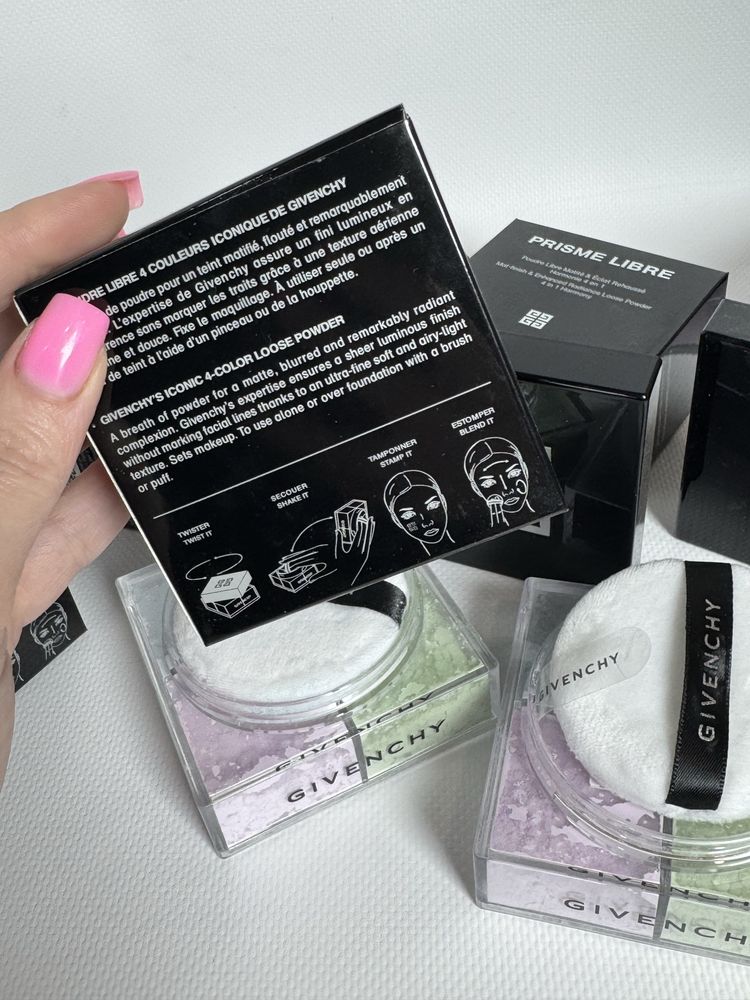 DRE LIBRE 4 COULEURS ICONIQUE DE GIVENCHY
de poudre pour un teint matifié, flouté et remarquablement
L'expertise de Givenchy assure un fini lumineux en
rence sans marquer les traits grâce à une texture aérienne
ne et douce. Fixe le maquillage. À utiliser seule ou après un
de teint à l'aide d'un pinceau ou de la houppette.
GIVENCHY'S ICONIC 4-COLOR LOOSE POWDER
A breath of powder for a matte, blurred and remarkably radiant
complexion. Givenchy's expertise ensures a sheer luminous finish
without marking facial lines thanks to an ultra-fine soft and airy-light
texture. Sets makeup. To use alone or over foundation with a brush
or puff.
TWISTER
TWIST IT
SECOUER
SHAKE IT
TAMPONNER
STAMP IT
ESTOMPER
BLEND IT
PRISME LIBRE
Poudre Libre Matité & Éclat Rehaussé
Harmonie 4 en 1
Mat-finish & Enhanced Radiance Loose Powder
4 in 1 Harmony
GIVENCHY
GIVENCHY
GIVENCHY
GIVENCHY
GIVENCH
GIVENCH